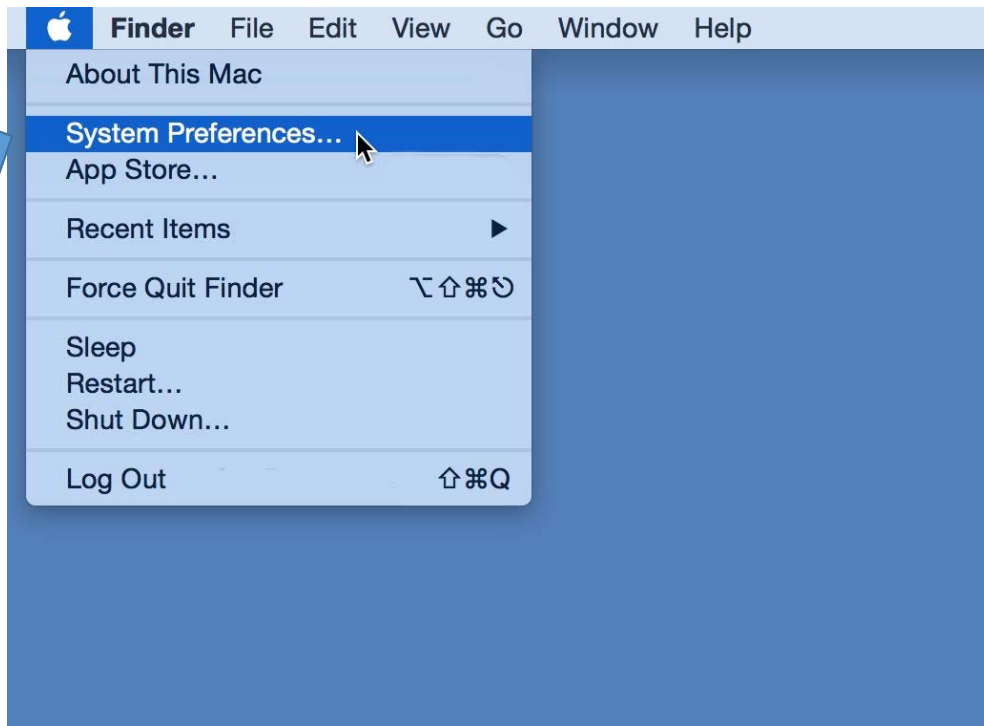 Finder File Edit View Go Window Help
About This Mac
System Preferences...
App Store...
Recent Items ▶
Force Quit Finder ⌥⇧⌘⎋
Sleep
Restart...
Shut Down...
Log Out ⇧⌘Q